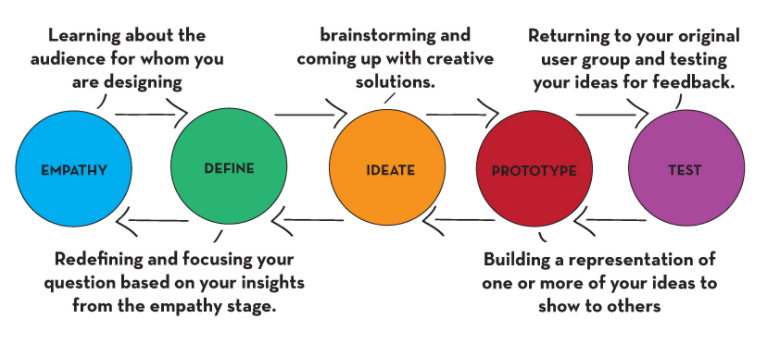 Learning about the
audience for whom you
are designing
brainstorming and
coming up with creative
solutions.
Returning to your original
user group and testing
your ideas for feedback.
EMPATHY
DEFINE
IDEATE
PROTOTYPE
TEST
Redefining and focusing your
question based on your insights
from the empathy stage.
Building a representation of
one or more of your ideas to
show to others